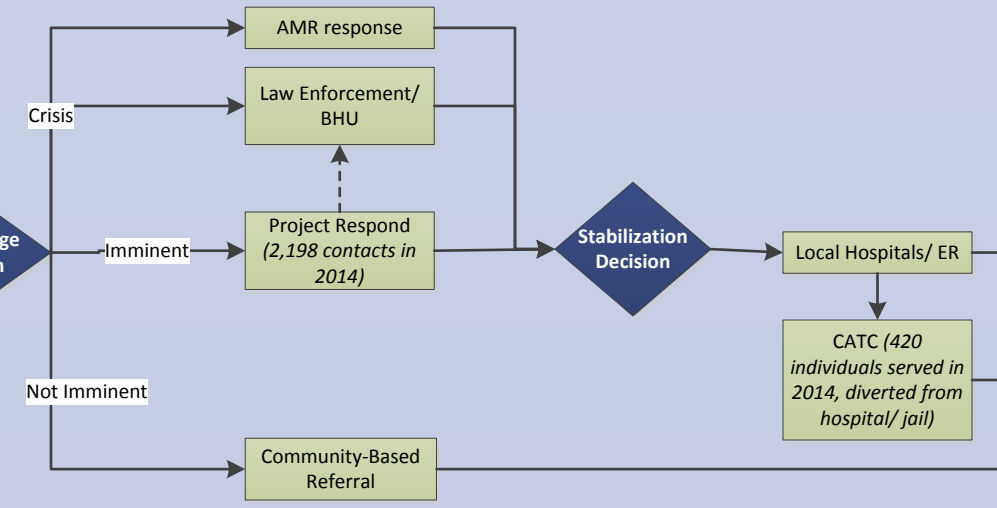 AMR response
Law Enforcement/
BHU
Crisis
Project Respond
(2,198 contacts in
2014)
Imminent
Stabilization
Decision
Local Hospitals/ ER
CATC (420
individuals served in
2014, diverted from
hospital/ jail)
Not Imminent
Community-Based
Referral